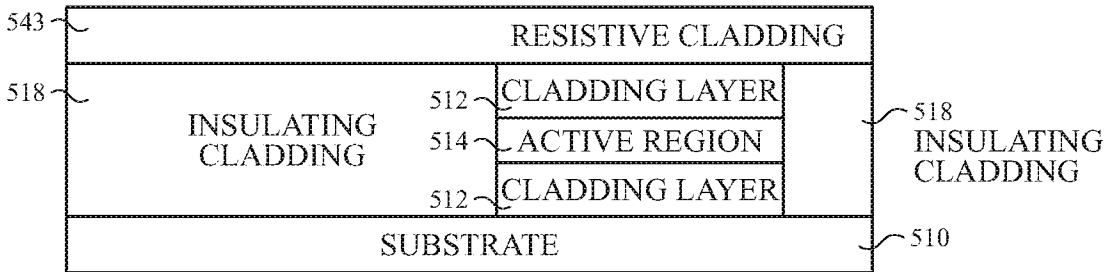 543
RESISTIVE CLADDING
518
512
CLADDING LAYER
518
INSULATING
CLADDING
514
ACTIVE REGION
INSULATING
CLADDING
512
CLADDING LAYER
SUBSTRATE
510